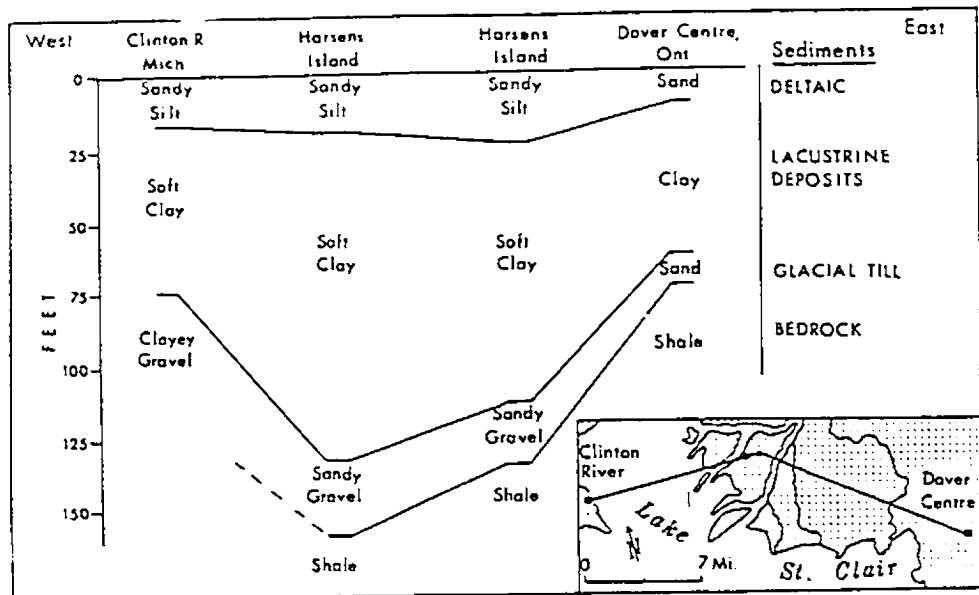 West
Clinton R
Mich
Harsens
Island
Harsens
Island
Dover Centre,
Ont
East
Sediments
0
Sandy
Silt
Sandy
Silt
Sandy
Silt
Sand
DELTAIC
25
Soft
Clay
Clay
LACUSTRINE
DEPOSITS
50
Soft
Clay
Soft
Clay
Sand
GLACIAL TILL
FEET
75
Clayey
Gravel
Shale
BEDROCK
100
Sandy
Gravel
125
Sandy
Gravel
Shale
150
Shale
Clinton
River
Dover
Centre
Lake
N
0
7 Mi.
St. Clair